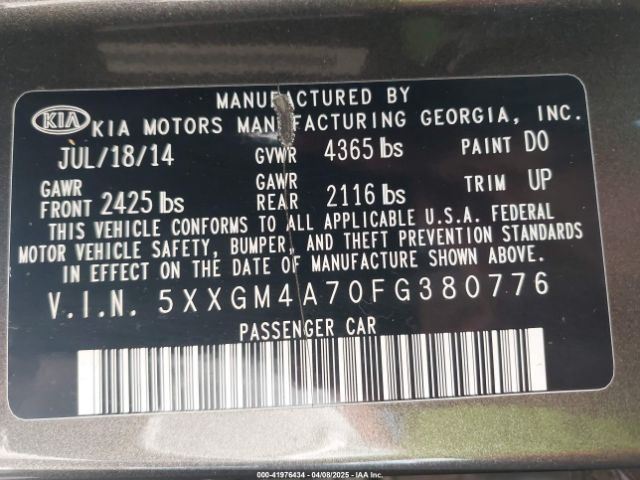 MANUFACTURED BY
KIA KIA MOTORS MANUFACTURING GEORGIA, INC.
JUL/18/14 GVWR 4365 lbs PAINT D0
GAWR FRONT 2425 lbs GAWR REAR 2116 lbs TRIM UP
THIS VEHICLE CONFORMS TO ALL APPLICABLE U.S.A. FEDERAL
MOTOR VEHICLE SAFETY, BUMPER, AND THEFT PREVENTION STANDARDS
IN EFFECT ON THE DATE OF MANUFACTURE SHOWN ABOVE.
V.I.N. 5XXGM4A70FG380776
PASSENGER CAR
000-41976434 - 04/08/2025 - IAA Inc.